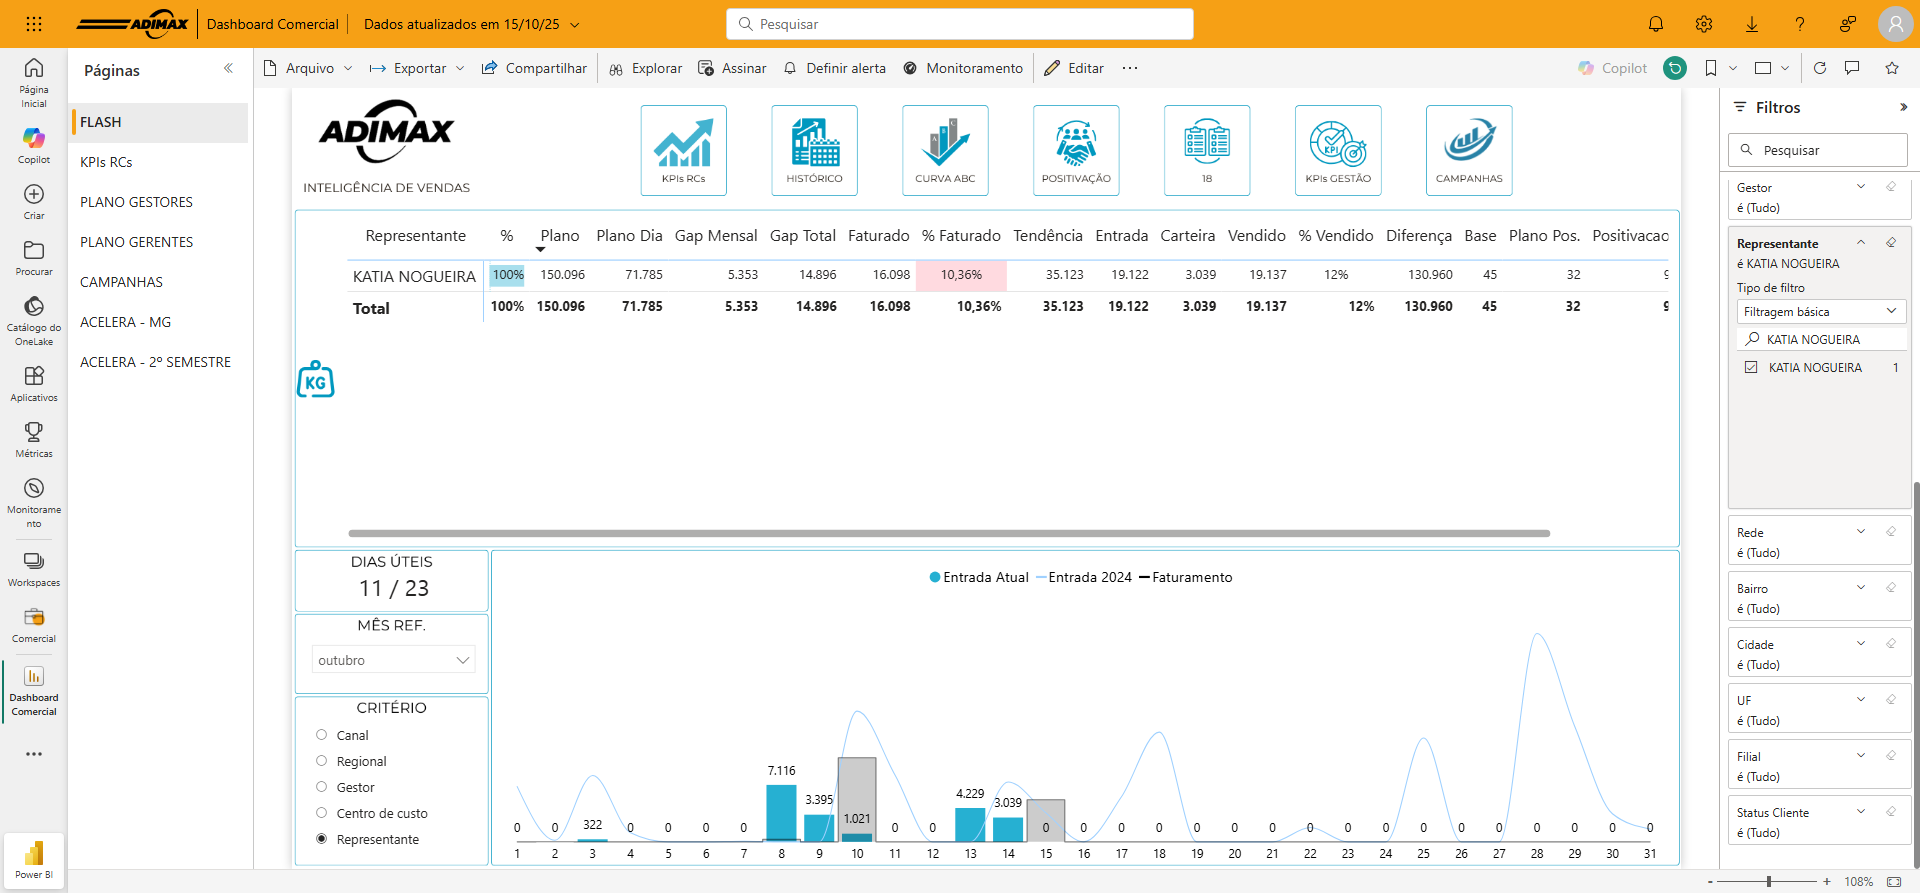 ADIMAX
Dashboard Comercial
Dados atualizados em 15/10/25
Pesquisar
Página
Inicial
Copilot
Criar
Procurar
Catálogo do
OneLake
Aplicativos
Métricas
Monitorame
nto
Workspaces
Comercial
Dashboard
Comercial
Power BI
Páginas
FLASH
KPIs RCs
PLANO GESTORES
PLANO GERENTES
CAMPANHAS
ACELERA - MG
ACELERA - 2º SEMESTRE
Arquivo Exportar Compartilhar Explorar Assinar Definir alerta Monitoramento Editar Copilot
ADIMAX
INTELIGÊNCIA DE VENDAS
KPIs RCs
HISTÓRICO
A B C
CURVA ABC
POSITIVAÇÃO
18
KPI
KPIs GESTÃO
CAMPANHAS
Representante % Plano Plano Dia Gap Mensal Gap Total Faturado % Faturado Tendência Entrada Carteira Vendido % Vendido Diferença Base Plano Pos. Positivacao
KATIA NOGUEIRA 100% 150.096 71.785 5.353 14.896 16.098 10,36% 35.123 19.122 3.039 19.137 12% 130.960 45 32 9
Total 100% 150.096 71.785 5.353 14.896 16.098 10,36% 35.123 19.122 3.039 19.137 12% 130.960 45 32 9
KG
DIAS ÚTEIS
11 / 23
MÊS REF.
outubro
CRITÉRIO
Canal
Regional
Gestor
Centro de custo
Representante
Entrada Atual Entrada 2024 Faturamento
0 0 322 0 0 0 0 7.116 3.395 1.021 0 0 4.229 3.039 0 0 0 0 0 0 0 0 0 0 0 0 0 0 0 0 0
1 2 3 4 5 6 7 8 9 10 11 12 13 14 15 16 17 18 19 20 21 22 23 24 25 26 27 28 29 30 31
Filtros
Pesquisar
Gestor
é (Tudo)
Representante
é KATIA NOGUEIRA
Tipo de filtro
Filtragem básica
KATIA NOGUEIRA
KATIA NOGUEIRA 1
Rede
é (Tudo)
Bairro
é (Tudo)
Cidade
é (Tudo)
UF
é (Tudo)
Filial
é (Tudo)
Status Cliente
é (Tudo)
- + 108%